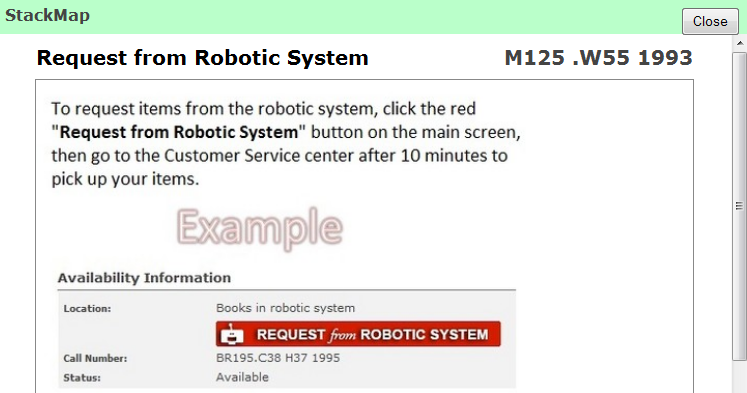 StackMap
Close
Request from Robotic System M125 .W55 1993
To request items from the robotic system, click the red
"Request from Robotic System" button on the main screen,
then go to the Customer Service center after 10 minutes to
pick up your items.
Example
Availability Information
Location: Books in robotic system
REQUEST from ROBOTIC SYSTEM
Call Number: BR195.C38 H37 1995
Status: Available